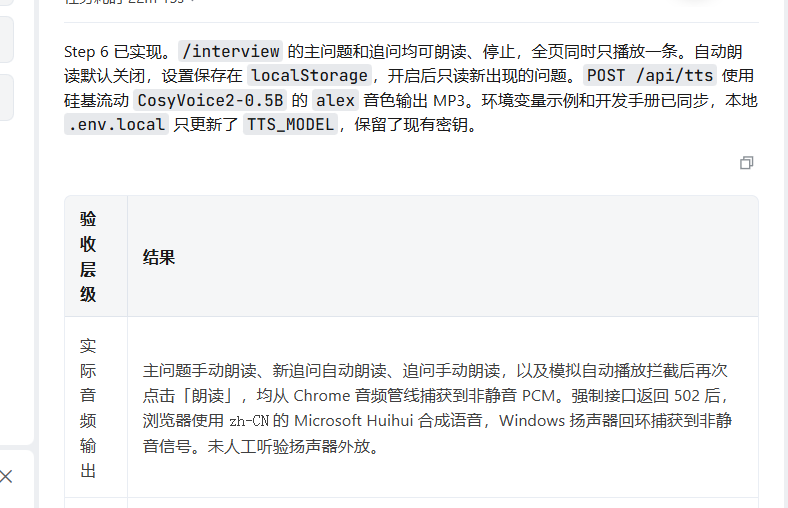 Step 6 已实现。/interview 的主问题和追问均可朗读、停止，全页同时只播放一条。自动朗
读默认关闭，设置保存在 localStorage，开启后只读新出现的问题。POST /api/tts 使用
硅基流动 CosyVoice2-0.5B 的 alex 音色输出 MP3。环境变量示例和开发手册已同步，本地
.env.local 只更新了 TTS_MODEL，保留了现有密钥。
验
收
层
级
结果
实
际
音
频
输
出
主问题手动朗读、新追问自动朗读、追问手动朗读，以及模拟自动播放拦截后再次
点击「朗读」，均从 Chrome 音频管线捕获到非静音 PCM。强制接口返回 502 后，
浏览器使用 zh-CN 的 Microsoft Huihui 合成语音，Windows 扬声器回环捕获到非静
音信号。未人工听验扬声器外放。